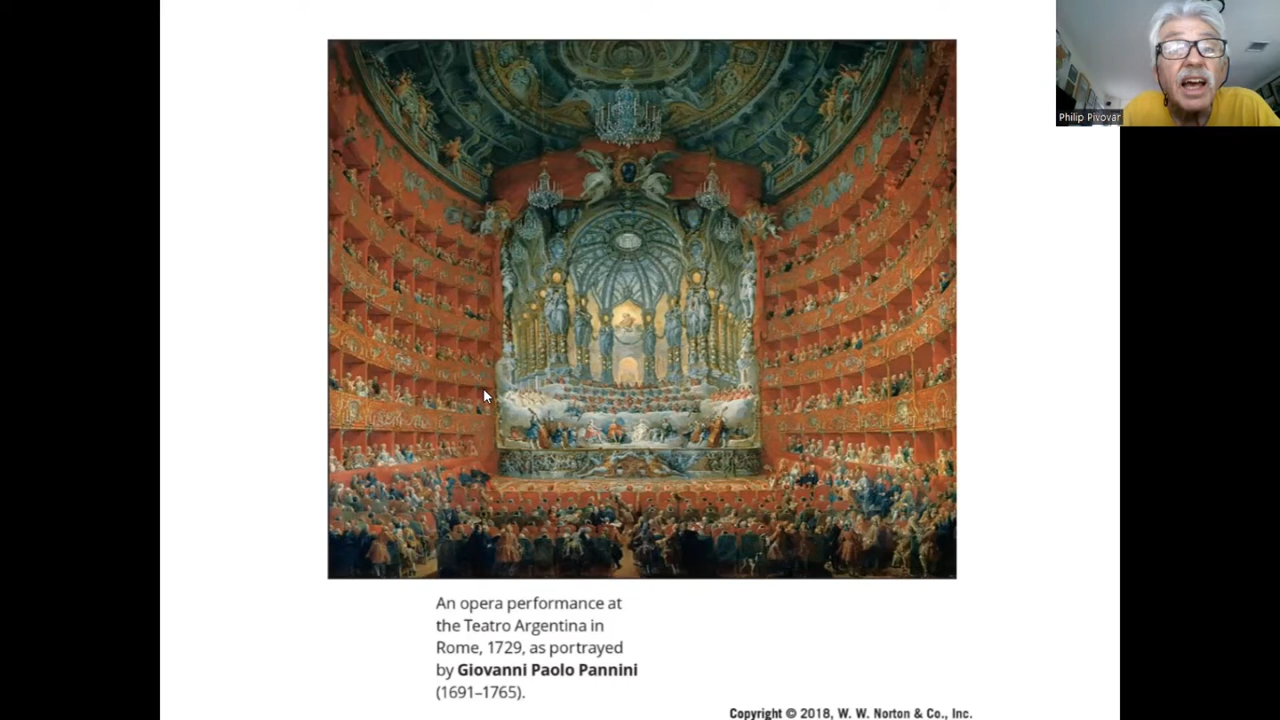 Philip Pivovar
An opera performance at
the Teatro Argentina in
Rome, 1729, as portrayed
by Giovanni Paolo Pannini
(1691–1765).
Copyright © 2018, W. W. Norton & Co., Inc.